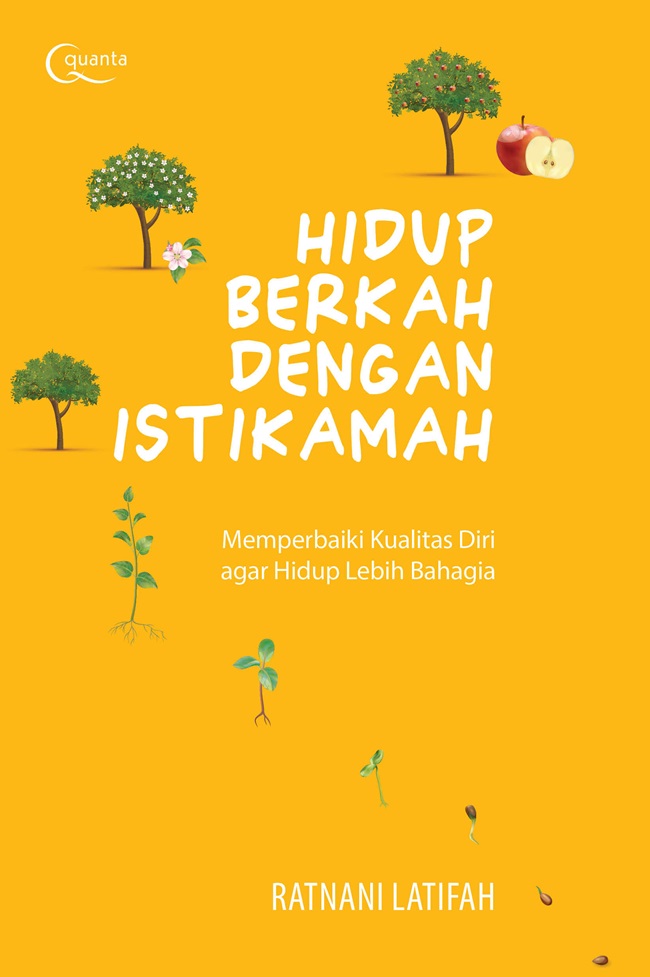 quanta
HIDUP
BERKAH
DENGAN
ISTIKAMAH
Memperbaiki Kualitas Diri
agar Hidup Lebih Bahagia
RATNANI LATIFAH